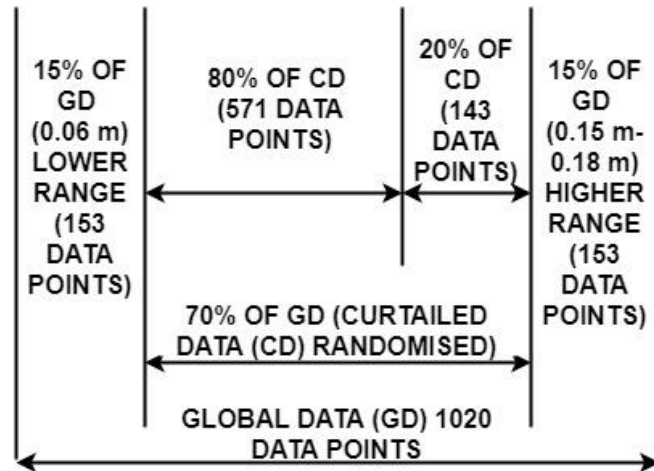 15% OF
GD
(0.06 m)
LOWER
RANGE
(153
DATA
POINTS)
80% OF CD
(571 DATA
POINTS)
20% OF
CD
(143
DATA
POINTS)
15% OF
GD
(0.15 m-
0.18 m)
HIGHER
RANGE
(153
DATA
POINTS)
70% OF GD (CURTAILED
DATA (CD) RANDOMISED)
GLOBAL DATA (GD) 1020
DATA POINTS